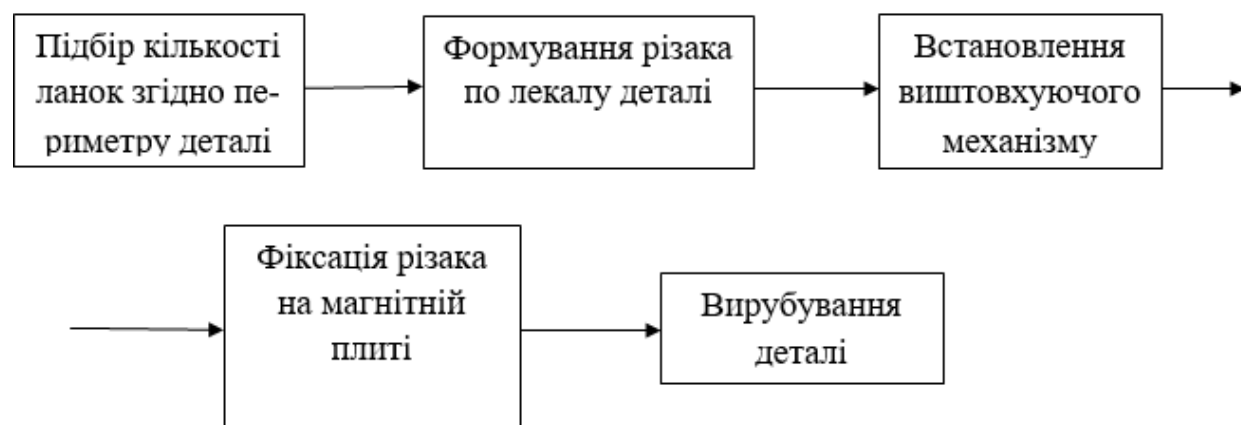 Підбір кількості
ланок згідно пе-
риметру деталі
Формування різака
по лекалу деталі
Встановлення
виштовхуючого
механізму
Фіксація різака
на магнітній
плиті
Вирубування
деталі